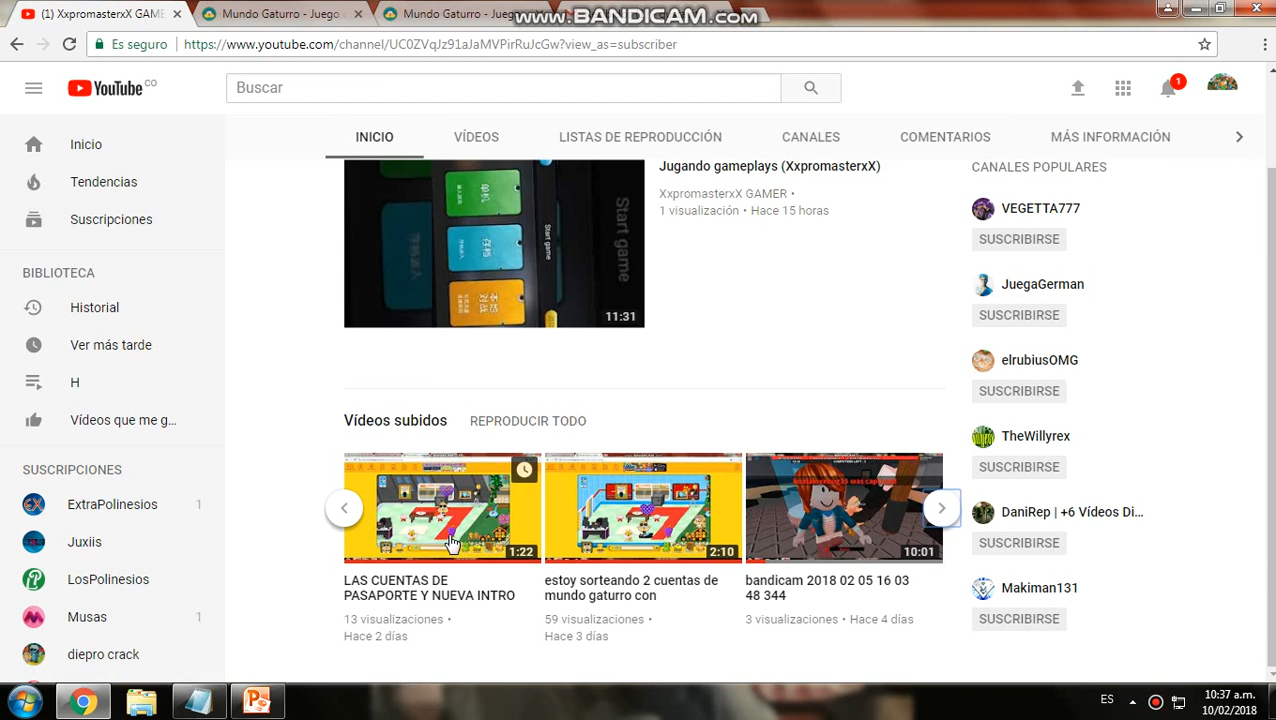 (1) XxpromasterxX GAM
Mundo Gaturro - Juego
Mundo Gaturro - Jueg
www.BANDICAM.com
Es seguro
https://www.youtube.com/channel/UC0ZVqJz91aJaMVPirRuJcGw?view_as=subscriber
YouTube CO
Buscar
1
INICIO
VÍDEOS
LISTAS DE REPRODUCCIÓN
CANALES
COMENTARIOS
MÁS INFORMACIÓN
Inicio
Tendencias
Suscripciones
BIBLIOTECA
Historial
Ver más tarde
H
Vídeos que me g...
SUSCRIPCIONES
ExtraPolinesios 1
Juxiis
LosPolinesios
Musas 1
diepro crack
Start game
Start game
11:31
Jugando gameplays (XxpromasterxX)
XxpromasterxX GAMER •
1 visualización • Hace 15 horas
Vídeos subidos
REPRODUCIR TODO
1:22
LAS CUENTAS DE
PASAPORTE Y NUEVA INTRO
13 visualizaciones •
Hace 2 días
2:10
estoy sorteando 2 cuentas de
mundo gaturro con
59 visualizaciones •
Hace 3 días
10:01
bandicam 2018 02 05 16 03
48 344
3 visualizaciones • Hace 4 días
CANALES POPULARES
VEGETTA777
SUSCRIBIRSE
JuegaGerman
SUSCRIBIRSE
elrubiusOMG
SUSCRIBIRSE
TheWillyrex
SUSCRIBIRSE
DaniRep | +6 Vídeos Di...
SUSCRIBIRSE
Makiman131
SUSCRIBIRSE
ES
10:37 a.m.
10/02/2018